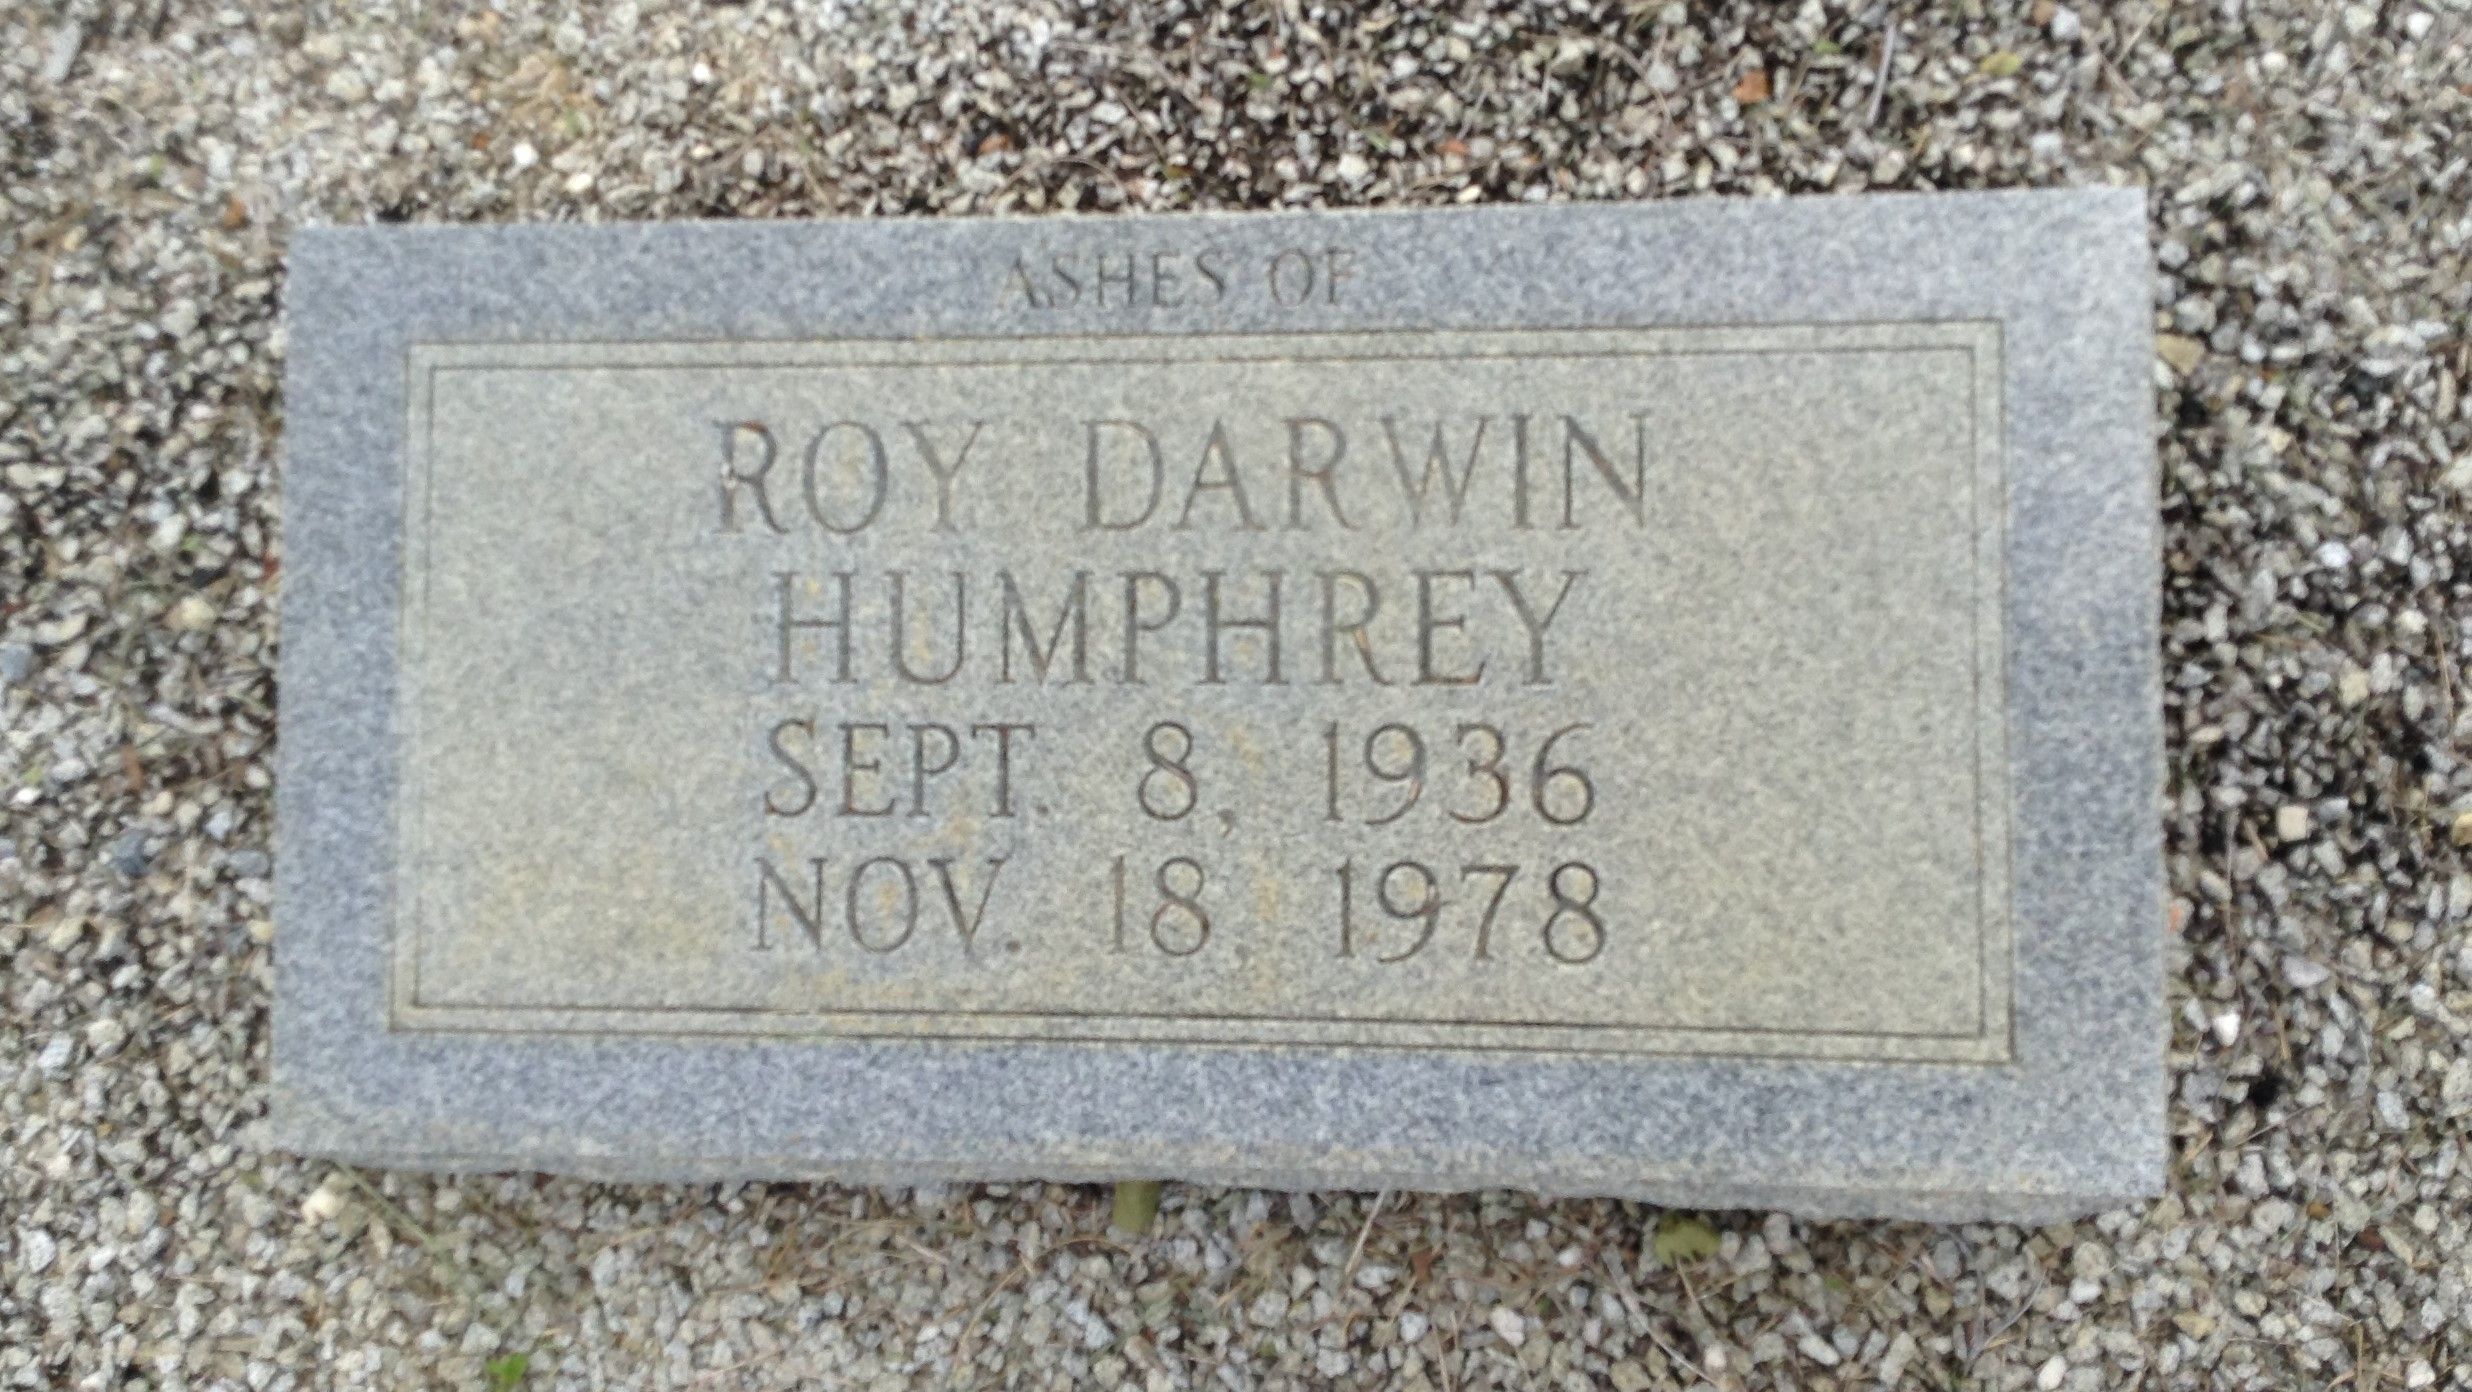 ASHES OF
ROY DARWIN
HUMPHREY
SEPT. 8, 1936
NOV. 18, 1978